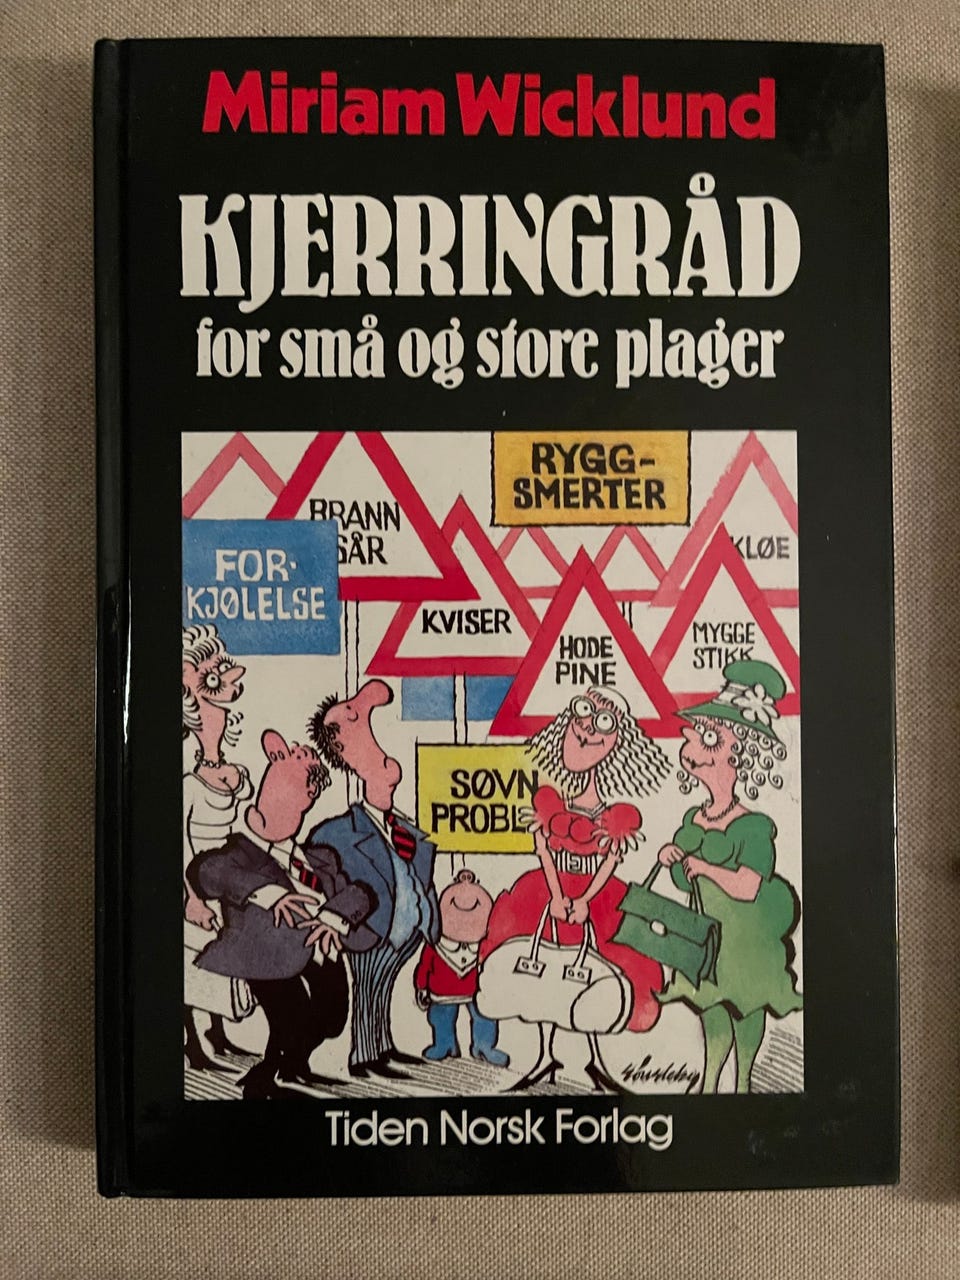 Miriam Wicklund
KJERRINGRÅD
for små og store plager
RYGG-
SMERTER
BRANN
SÅR
KLØE
FOR-
KJØLELSE
KVISER
HODE
PINE
MYGGE
STIKK
SØVN
PROBLE
Tiden Norsk Forlag